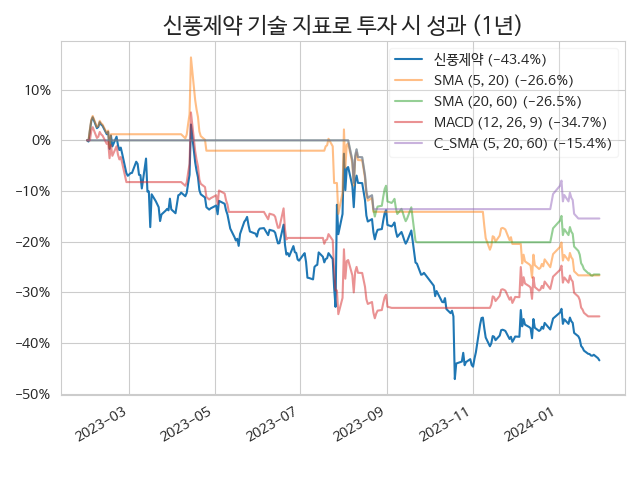 신풍제약 기술 지표로 투자 시 성과 (1년)
신풍제약 (−43.4%)
SMA (5, 20) (−26.6%)
SMA (20, 60) (−26.5%)
MACD (12, 26, 9) (−34.7%)
C_SMA (5, 20, 60) (−15.4%)
10%
0%
−10%
−20%
−30%
−40%
−50%
2023−03
2023−05
2023−07
2023−09
2023−11
2024−01